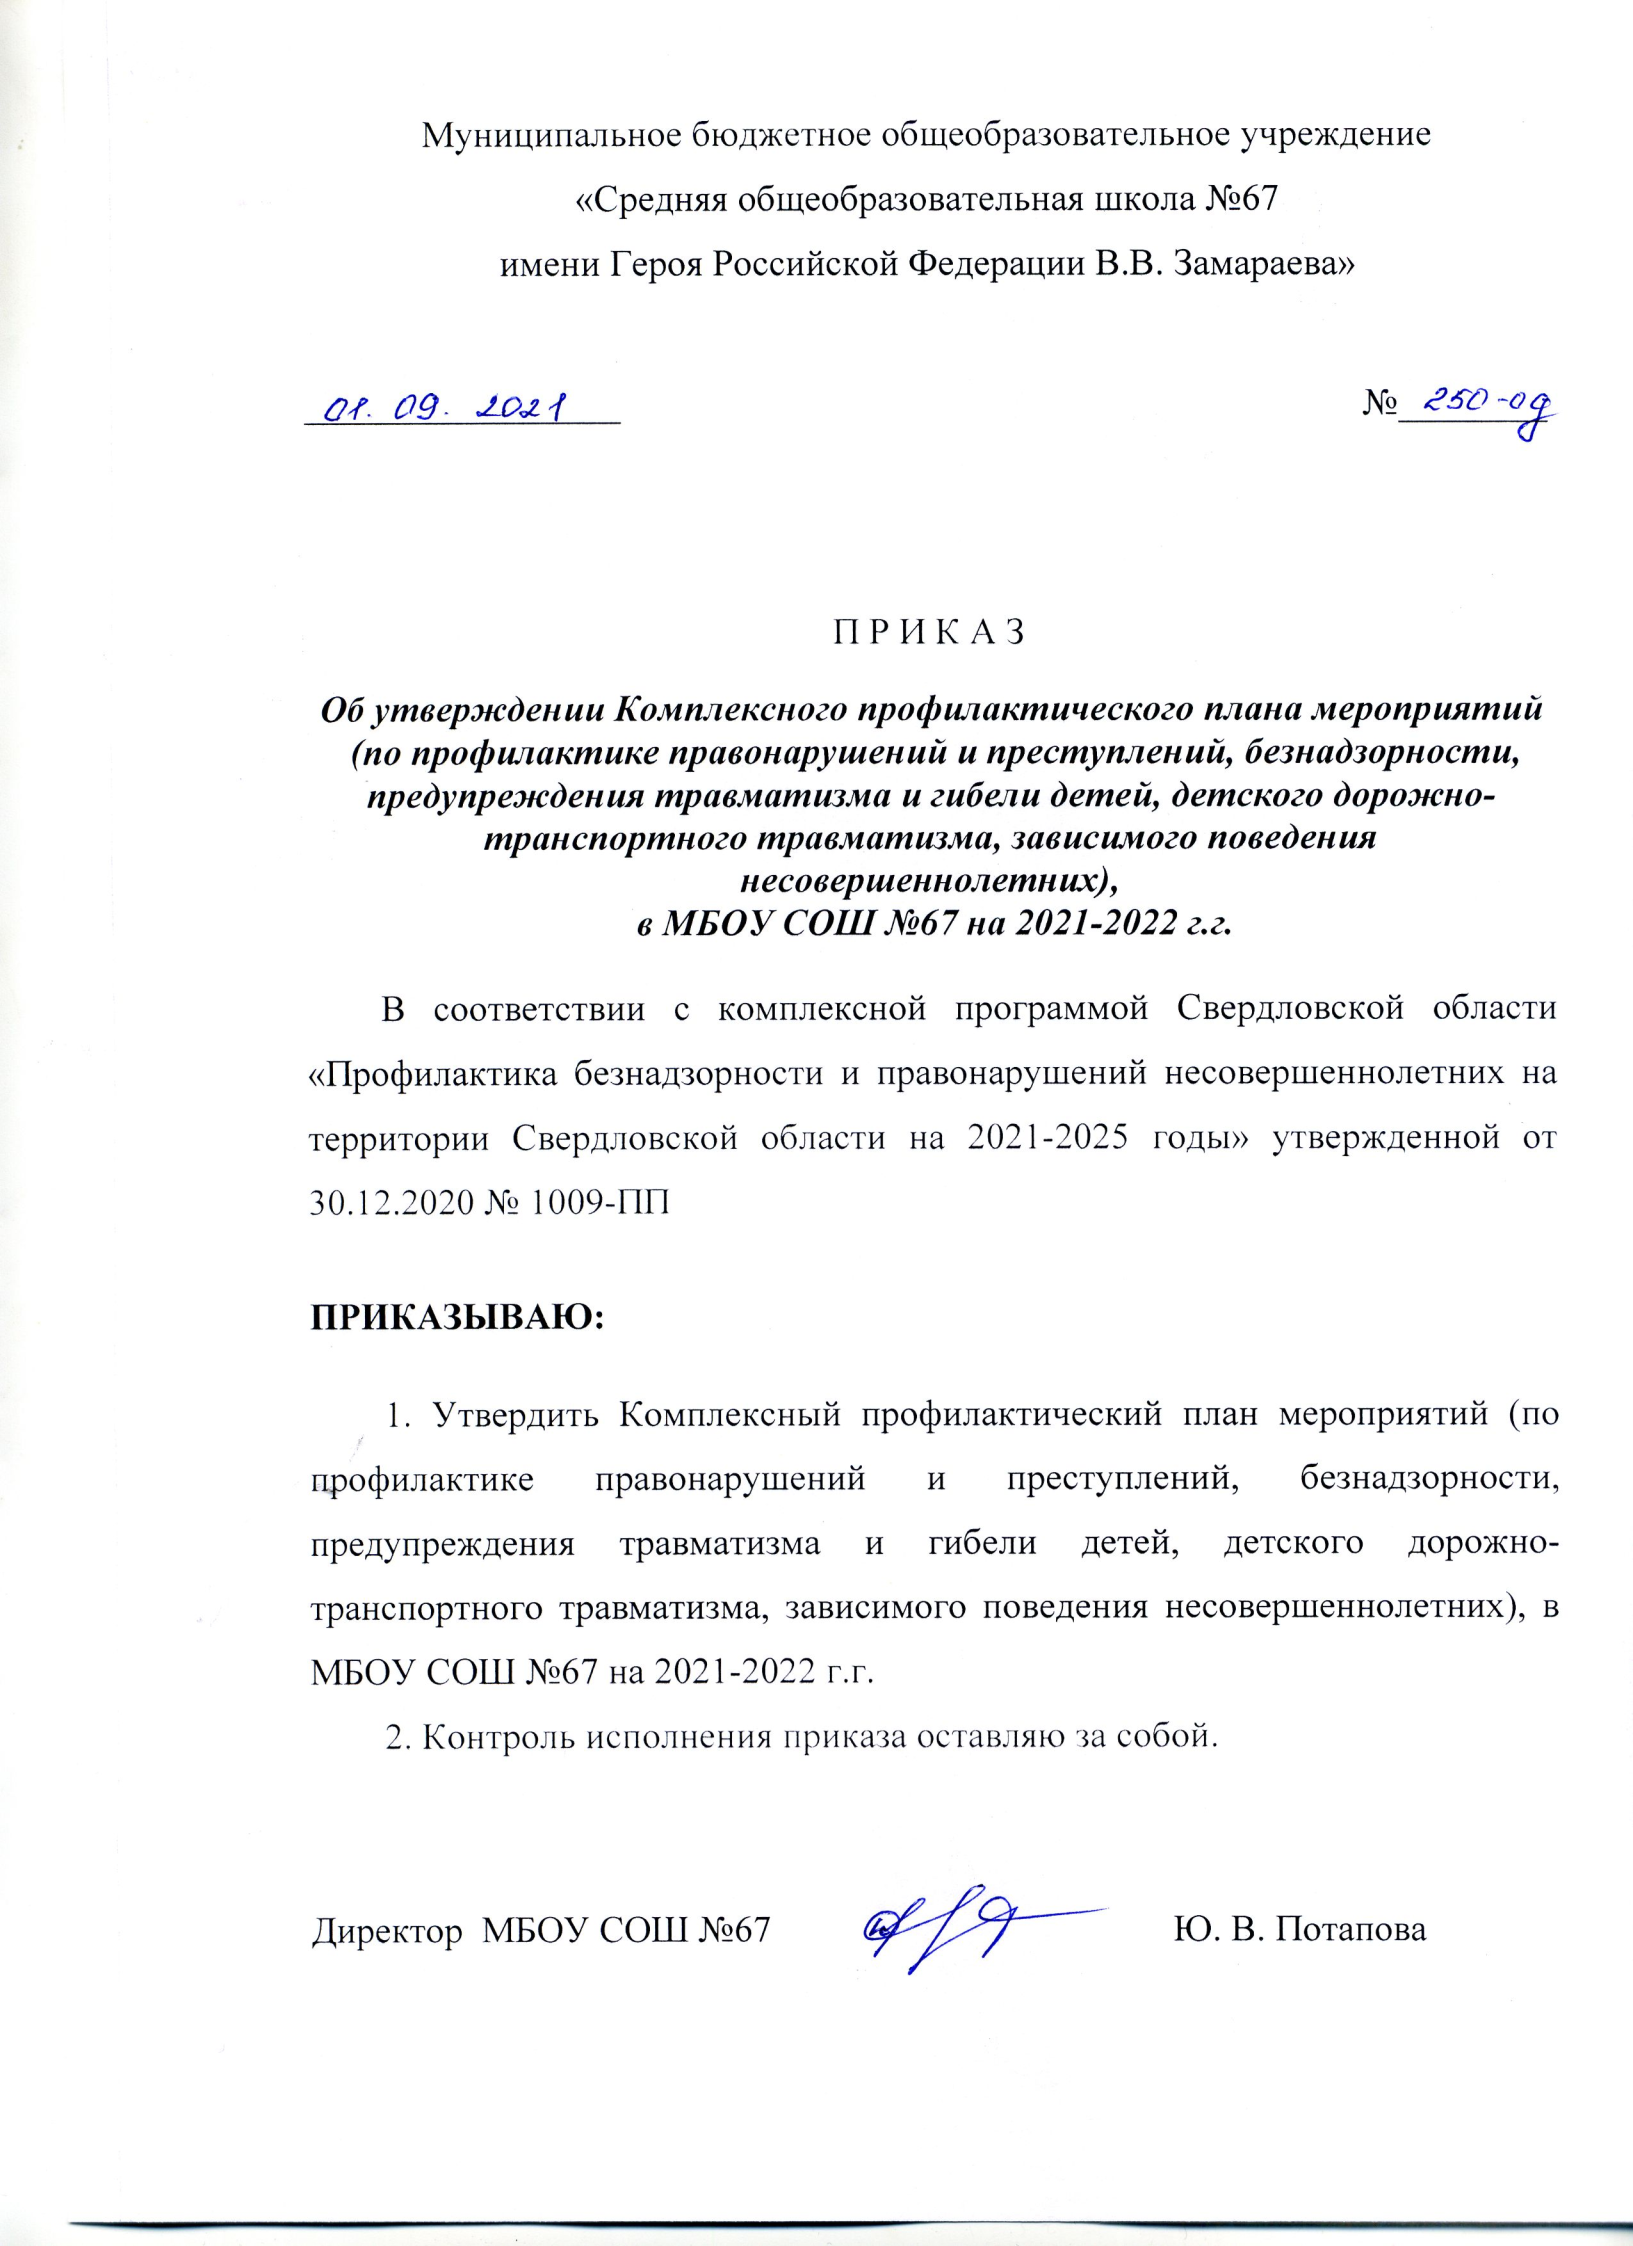 Муниципальное бюджетное общеобразовательное учреждение
«Средняя общеобразовательная школа №67
имени Героя Российской Федерации В.В. Замараева»
01. 09. 2021 № 250-од
П Р И К А З
Об утверждении Комплексного профилактического плана мероприятий
(по профилактике правонарушений и преступлений, безнадзорности,
предупреждения травматизма и гибели детей, детского дорожно-
транспортного травматизма, зависимого поведения
несовершеннолетних),
в МБОУ СОШ №67 на 2021-2022 г.г.
В соответствии с комплексной программой Свердловской области
«Профилактика безнадзорности и правонарушений несовершеннолетних на
территории Свердловской области на 2021-2025 годы» утвержденной от
30.12.2020 № 1009-ПП
ПРИКАЗЫВАЮ:
1. Утвердить Комплексный профилактический план мероприятий (по
профилактике правонарушений и преступлений, безнадзорности,
предупреждения травматизма и гибели детей, детского дорожно-
транспортного травматизма, зависимого поведения несовершеннолетних), в
МБОУ СОШ №67 на 2021-2022 г.г.
2. Контроль исполнения приказа оставляю за собой.
Директор МБОУ СОШ №67 Ю. В. Потапова